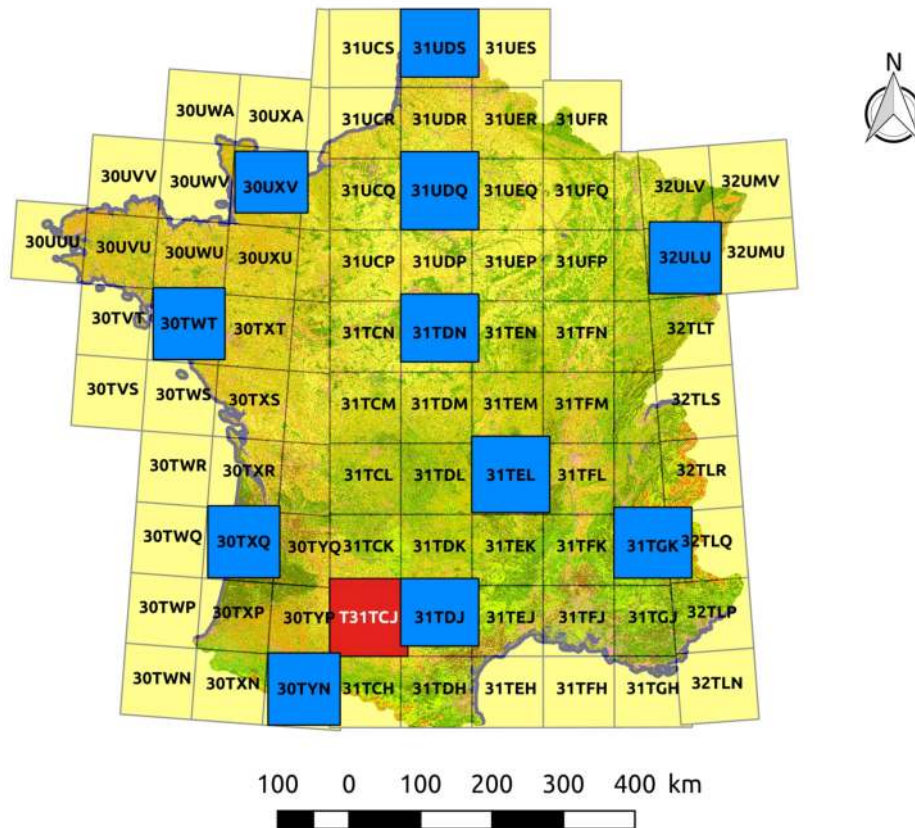 31UCS 31UDS 31UES
N
30UWA 30UXA 31UCR 31UDR 31UER 31UFR
30UVV 30UWV 30UXV 31UCQ 31UDQ 31UEQ 31UFQ 32ULV 32UMV
30UUU 30UVU 30UWU 30UXU 31UCP 31UDP 31UEP 31UFP 32ULU 32UMU
30TVT 30TWT 30TXT 31TCN 31TDN 31TEN 31TFN 32TLT
30TVS 30TWS 30TXS 31TCM 31TDM 31TEM 31TFM 32TLS
30TWR 30TXR 31TCL 31TDL 31TEL 31TFL 32TLR
30TWQ 30TXQ 30TYQ 31TCK 31TDK 31TEK 31TFK 31TGK 32TLQ
30TWP 30TXP 30TYP T31TCJ 31TDJ 31TEJ 31TFJ 31TGJ 32TLP
30TWN 30TXN 30TYN 31TCH 31TDH 31TEH 31TFH 31TGH 32TLN
100 0 100 200 300 400 km